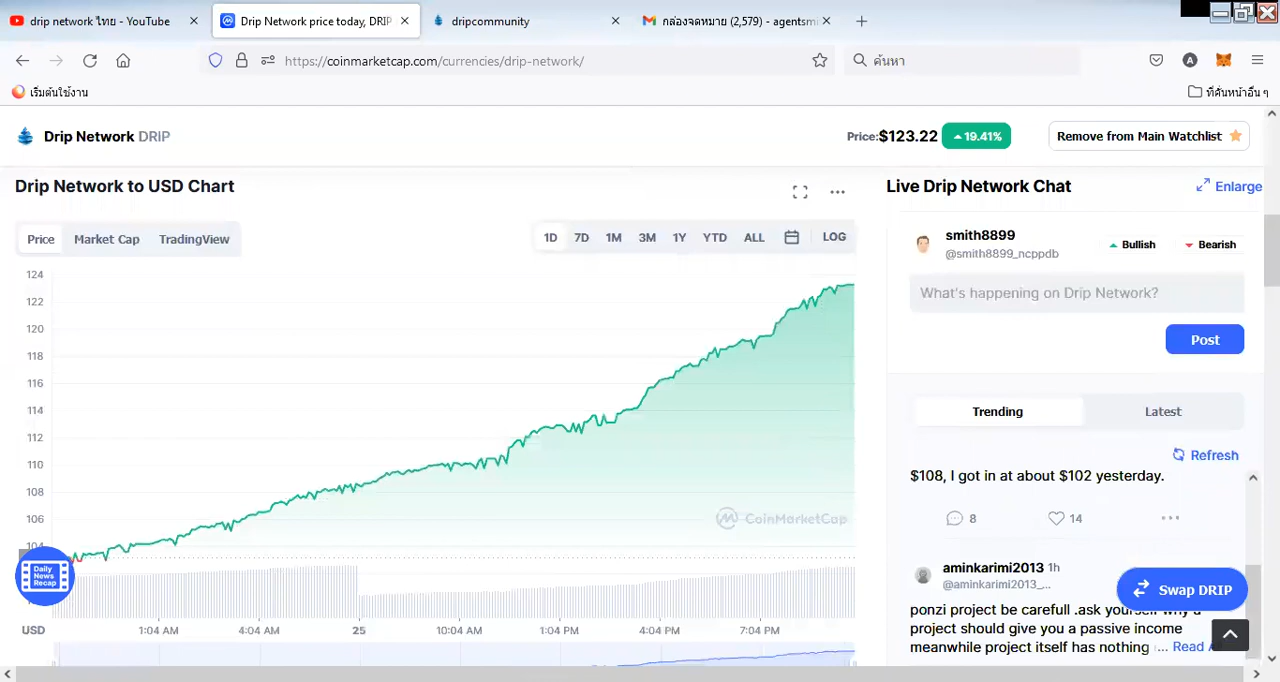 drip network ไทย - YouTube
Drip Network price today, DRIP
dripcommunity
กล่องจดหมาย (2,579) - agentsmi
https://coinmarketcap.com/currencies/drip-network/
ค้นหา
A
เริ่มต้นใช้งาน
ที่คั่นหน้าอื่น ๆ
Drip Network DRIP
Price:$123.22
19.41%
Remove from Main Watchlist
Drip Network to USD Chart
Price Market Cap TradingView
1D 7D 1M 3M 1Y YTD ALL LOG
124
122
120
118
116
114
112
110
108
106
104
CoinMarketCap
Daily
News
Recap
USD
1:04 AM 4:04 AM 25 10:04 AM 1:04 PM 4:04 PM 7:04 PM
Live Drip Network Chat
Enlarge
smith8899
@smith8899_ncppdb
Bullish
Bearish
What's happening on Drip Network?
Post
Trending
Latest
Refresh
$108, I got in at about $102 yesterday.
8
14
aminkarimi2013 1h
@aminkarimi2013_...
Swap DRIP
ponzi project be carefull .ask yourself why a
project should give you a passive income
meanwhile project itself has nothing ... Read